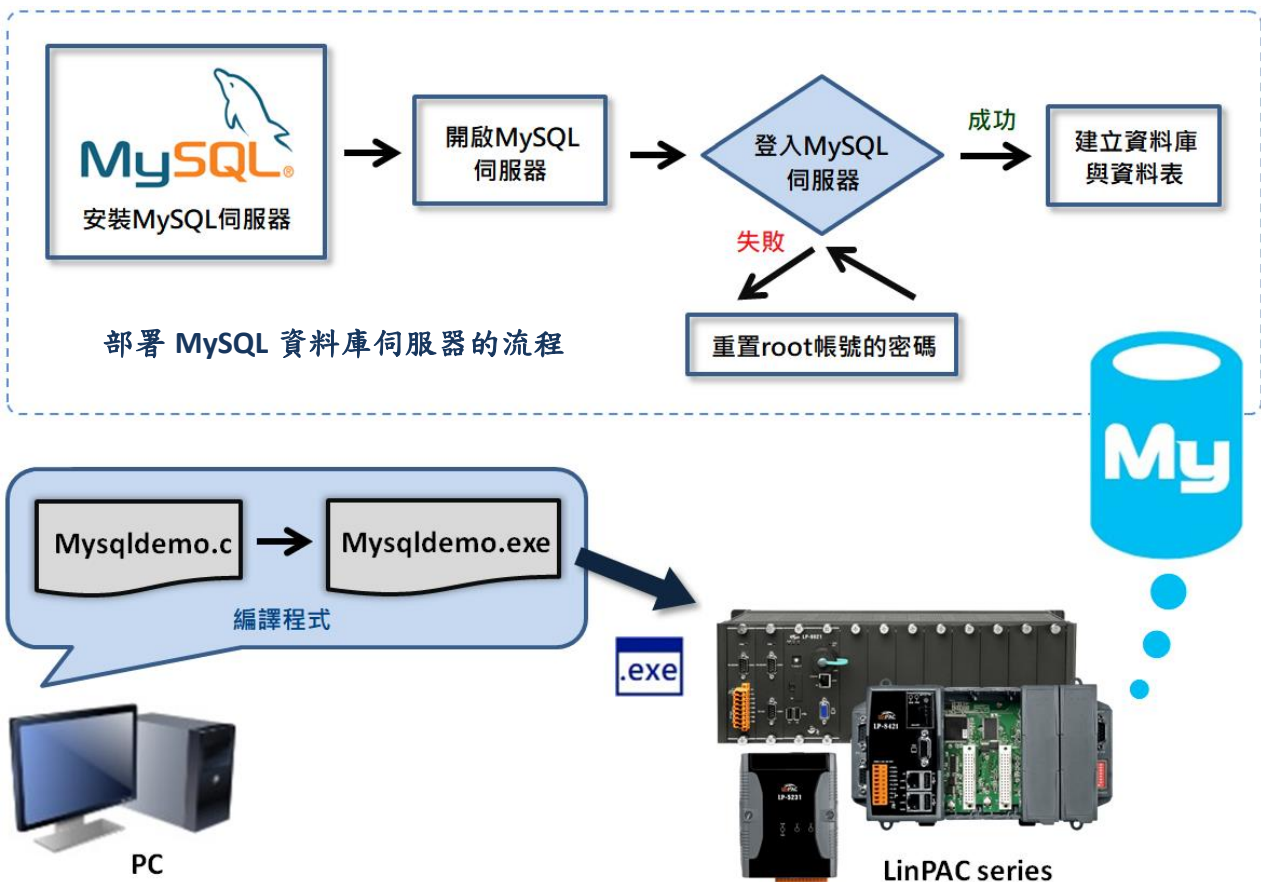 MySQL®
安裝MySQL伺服器
開啟MySQL
伺服器
登入MySQL
伺服器
成功
建立資料庫
與資料表
失敗
重置root帳號的密碼
部署 MySQL 資料庫伺服器的流程
My
Mysqldemo.c
Mysqldemo.exe
編譯程式
.exe
LP-8421
LP-5231
PC
LinPAC series